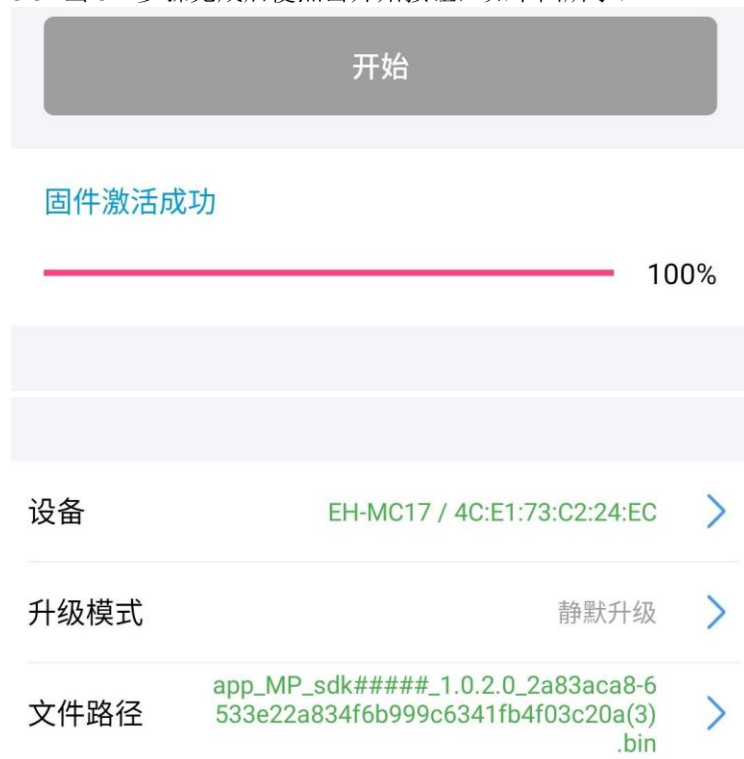 开始
固件激活成功
100%
设备
EH-MC17 / 4C:E1:73:C2:24:EC
升级模式
静默升级
文件路径
app_MP_sdk#####_1.0.2.0_2a83aca8-6
533e22a834f6b999c6341fb4f03c20a(3)
.bin